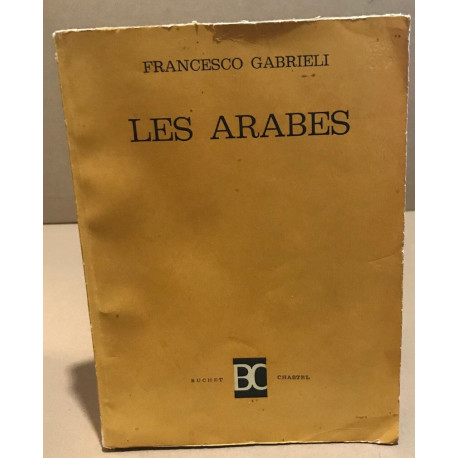 FRANCESCO GABRIELI
LES ARABES
BUCHET BC CHASTEL